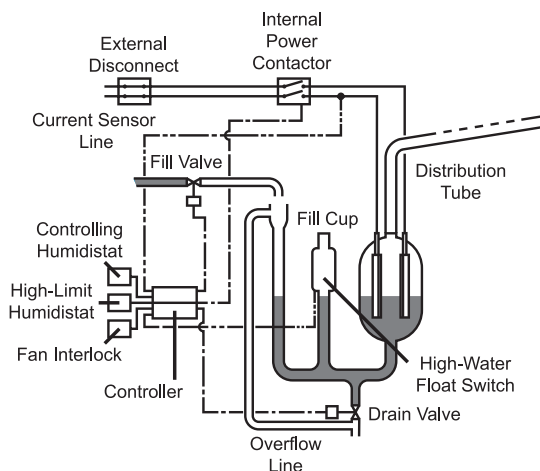 Internal
Power
Contactor
External
Disconnect
Current Sensor
Line
Fill Valve
Distribution
Tube
Fill Cup
Controlling
Humidistat
High-Limit
Humidistat
Fan Interlock
Controller
High-Water
Float Switch
Drain Valve
Overflow
Line